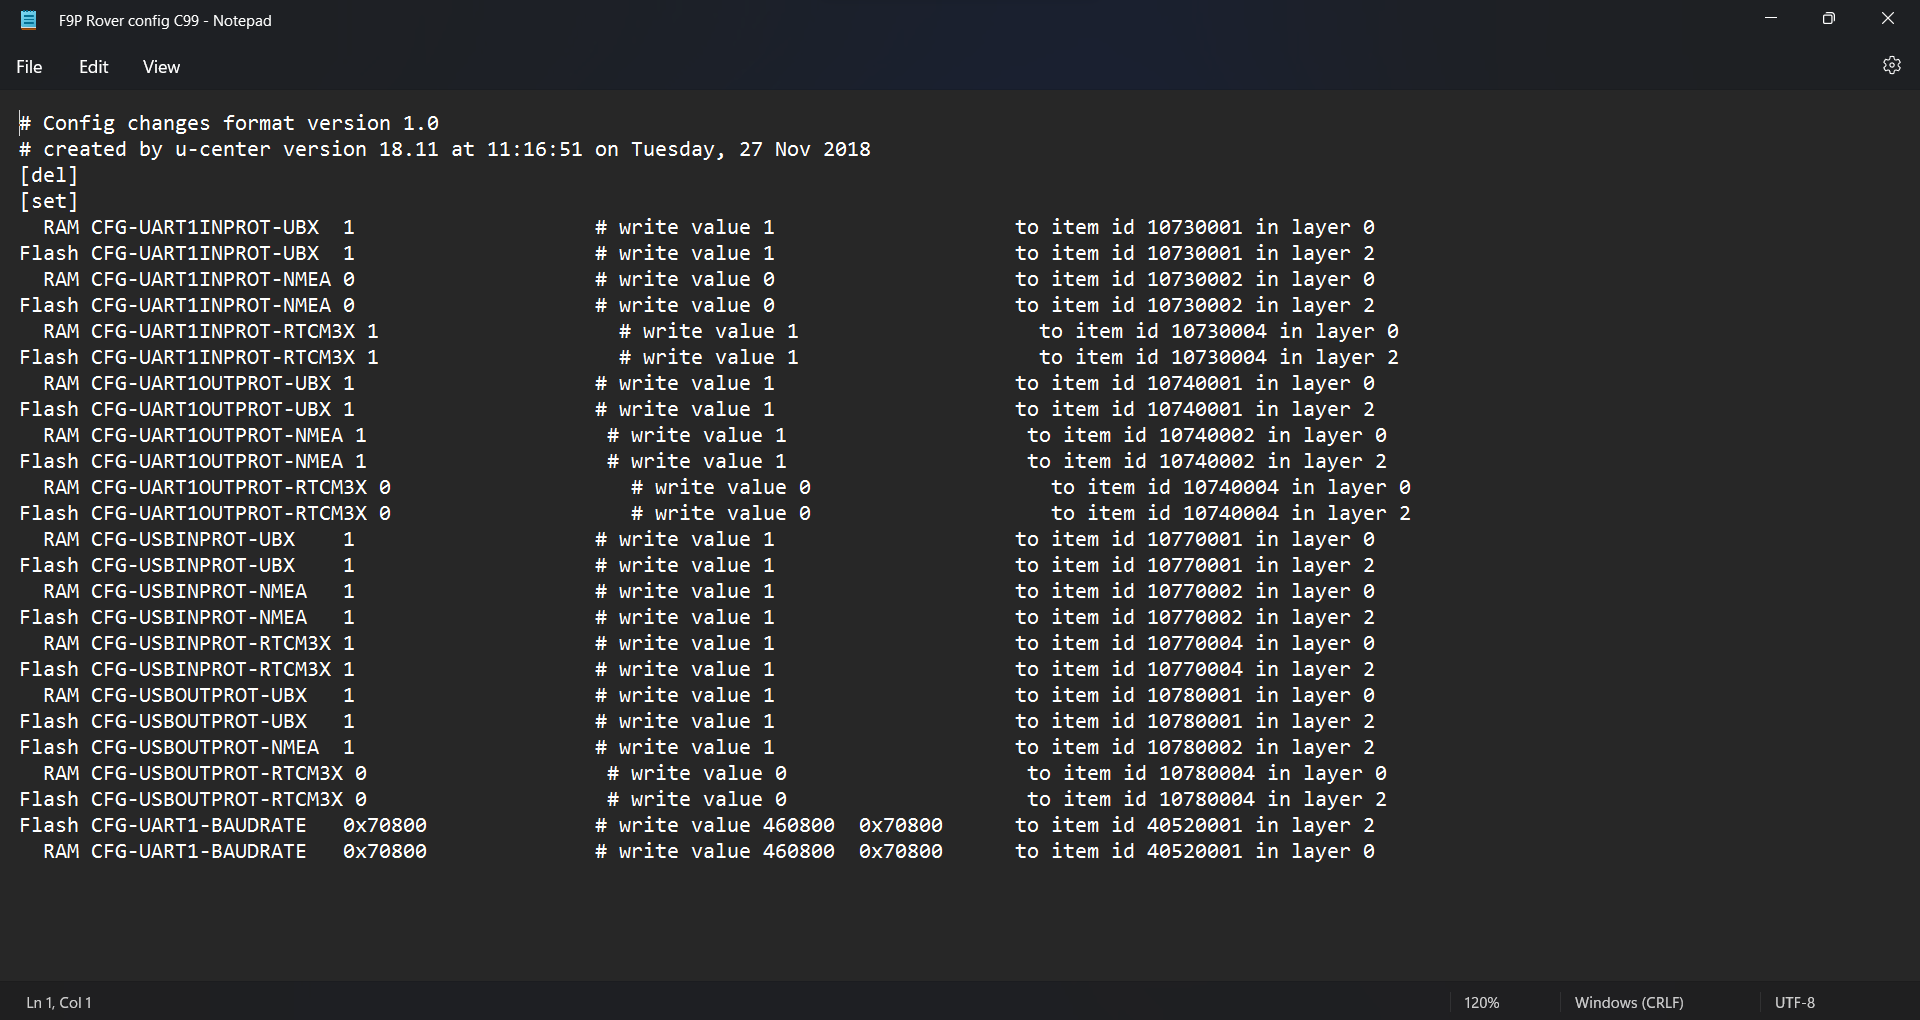 F9P Rover config C99 - Notepad
File Edit View
# Config changes format version 1.0
# created by u-center version 18.11 at 11:16:51 on Tuesday, 27 Nov 2018
[del]
[set]
  RAM CFG-UART1INPROT-UBX  1                    # write value 1                    to item id 10730001 in layer 0
Flash CFG-UART1INPROT-UBX  1                    # write value 1                    to item id 10730001 in layer 2
  RAM CFG-UART1INPROT-NMEA 0                    # write value 0                    to item id 10730002 in layer 0
Flash CFG-UART1INPROT-NMEA 0                    # write value 0                    to item id 10730002 in layer 2
  RAM CFG-UART1INPROT-RTCM3X 1                    # write value 1                    to item id 10730004 in layer 0
Flash CFG-UART1INPROT-RTCM3X 1                    # write value 1                    to item id 10730004 in layer 2
  RAM CFG-UART1OUTPROT-UBX 1                    # write value 1                    to item id 10740001 in layer 0
Flash CFG-UART1OUTPROT-UBX 1                    # write value 1                    to item id 10740001 in layer 2
  RAM CFG-UART1OUTPROT-NMEA 1                    # write value 1                    to item id 10740002 in layer 0
Flash CFG-UART1OUTPROT-NMEA 1                    # write value 1                    to item id 10740002 in layer 2
  RAM CFG-UART1OUTPROT-RTCM3X 0                    # write value 0                    to item id 10740004 in layer 0
Flash CFG-UART1OUTPROT-RTCM3X 0                    # write value 0                    to item id 10740004 in layer 2
  RAM CFG-USBINPROT-UBX    1                    # write value 1                    to item id 10770001 in layer 0
Flash CFG-USBINPROT-UBX    1                    # write value 1                    to item id 10770001 in layer 2
  RAM CFG-USBINPROT-NMEA   1                    # write value 1                    to item id 10770002 in layer 0
Flash CFG-USBINPROT-NMEA   1                    # write value 1                    to item id 10770002 in layer 2
  RAM CFG-USBINPROT-RTCM3X 1                    # write value 1                    to item id 10770004 in layer 0
Flash CFG-USBINPROT-RTCM3X 1                    # write value 1                    to item id 10770004 in layer 2
  RAM CFG-USBOUTPROT-UBX   1                    # write value 1                    to item id 10780001 in layer 0
Flash CFG-USBOUTPROT-UBX   1                    # write value 1                    to item id 10780001 in layer 2
Flash CFG-USBOUTPROT-NMEA  1                    # write value 1                    to item id 10780002 in layer 2
  RAM CFG-USBOUTPROT-RTCM3X 0                    # write value 0                    to item id 10780004 in layer 0
Flash CFG-USBOUTPROT-RTCM3X 0                    # write value 0                    to item id 10780004 in layer 2
Flash CFG-UART1-BAUDRATE   0x70800              # write value 460800  0x70800      to item id 40520001 in layer 2
  RAM CFG-UART1-BAUDRATE   0x70800              # write value 460800  0x70800      to item id 40520001 in layer 0
Ln 1, Col 1 120% Windows (CRLF) UTF-8